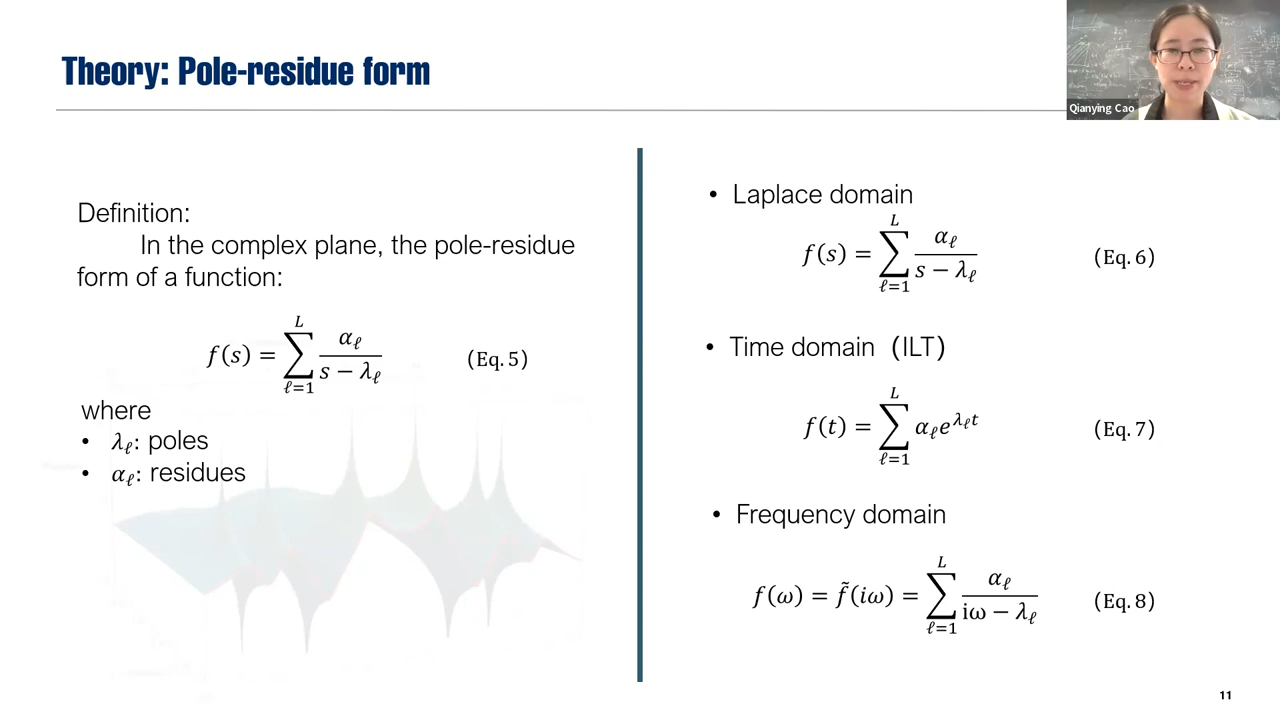 Theory: Pole-residue form
Qianying Cao
Definition:
In the complex plane, the pole-residue
form of a function:
f(s) = ∑_{ℓ=1}^{L} α_ℓ / (s − λ_ℓ) (Eq. 5)
where
• λ_ℓ: poles
• α_ℓ: residues
• Laplace domain
f(s) = ∑_{ℓ=1}^{L} α_ℓ / (s − λ_ℓ) (Eq. 6)
• Time domain (ILT)
f(t) = ∑_{ℓ=1}^{L} α_ℓ e^{λ_ℓ t} (Eq. 7)
• Frequency domain
f(ω) = f̃(iω) = ∑_{ℓ=1}^{L} α_ℓ / (iω − λ_ℓ) (Eq. 8)
11